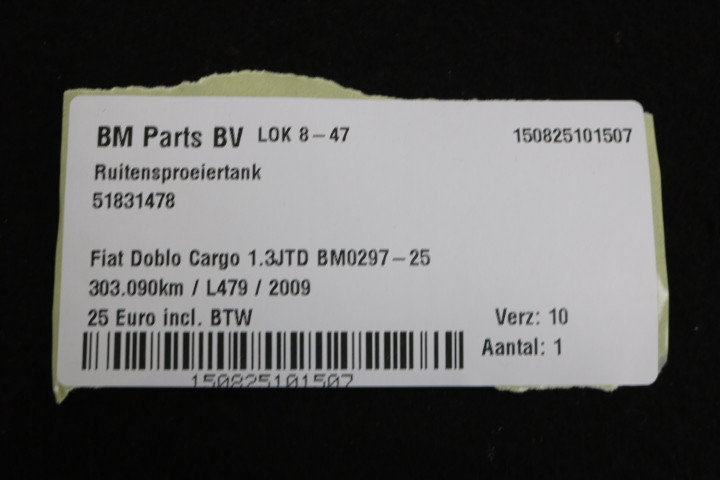 BM Parts BV LOK 8-47 150825101507
Ruitensproeiertank
51831478
Fiat Doblo Cargo 1.3JTD BM0297-25
303.090km / L479 / 2009
25 Euro incl. BTW Verz: 10
Aantal: 1
150825101507